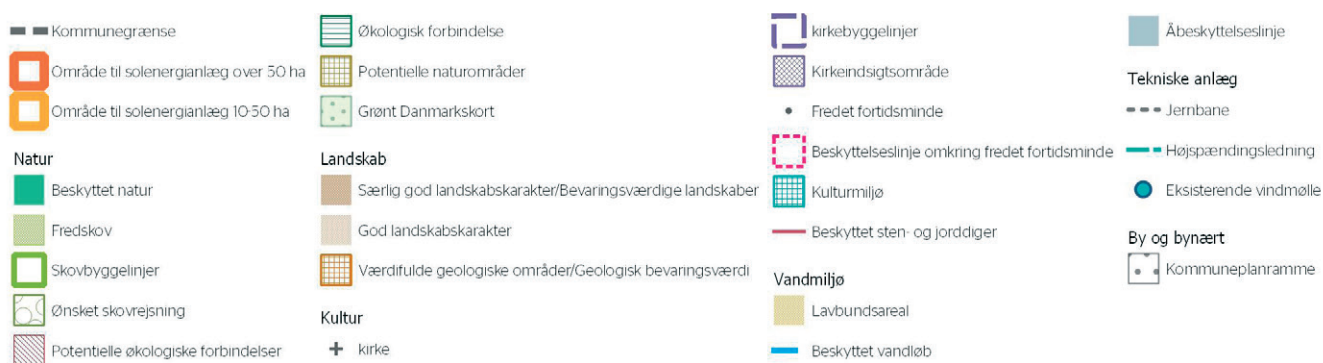 Kommunegrænse
Område til solenergianlæg over 50 ha
Område til solenergianlæg 10-50 ha
Natur
Beskyttet natur
Fredskov
Skovbyggelinjer
Ønsket skovrejsning
Potentielle økologiske forbindelser
Økologisk forbindelse
Potentielle naturområder
Grønt Danmarkskort
Landskab
Særlig god landskabskarakter/Bevaringsværdige landskaber
God landskabskarakter
Værdifulde geologiske områder/Geologisk bevaringsværdi
Kultur
kirke
kirkebyggelinjer
Kirkeindsigtsområde
Fredet fortidsminde
Beskyttelseslinje omkring fredet fortidsminde
Kulturmiljø
Beskyttet sten- og jorddiger
Vandmiljø
Lavbundsareal
Beskyttet vandløb
Åbeskyttelseslinje
Tekniske anlæg
Jernbane
Højspændingsledning
Eksisterende vindmølle
By og bynært
Kommuneplanramme